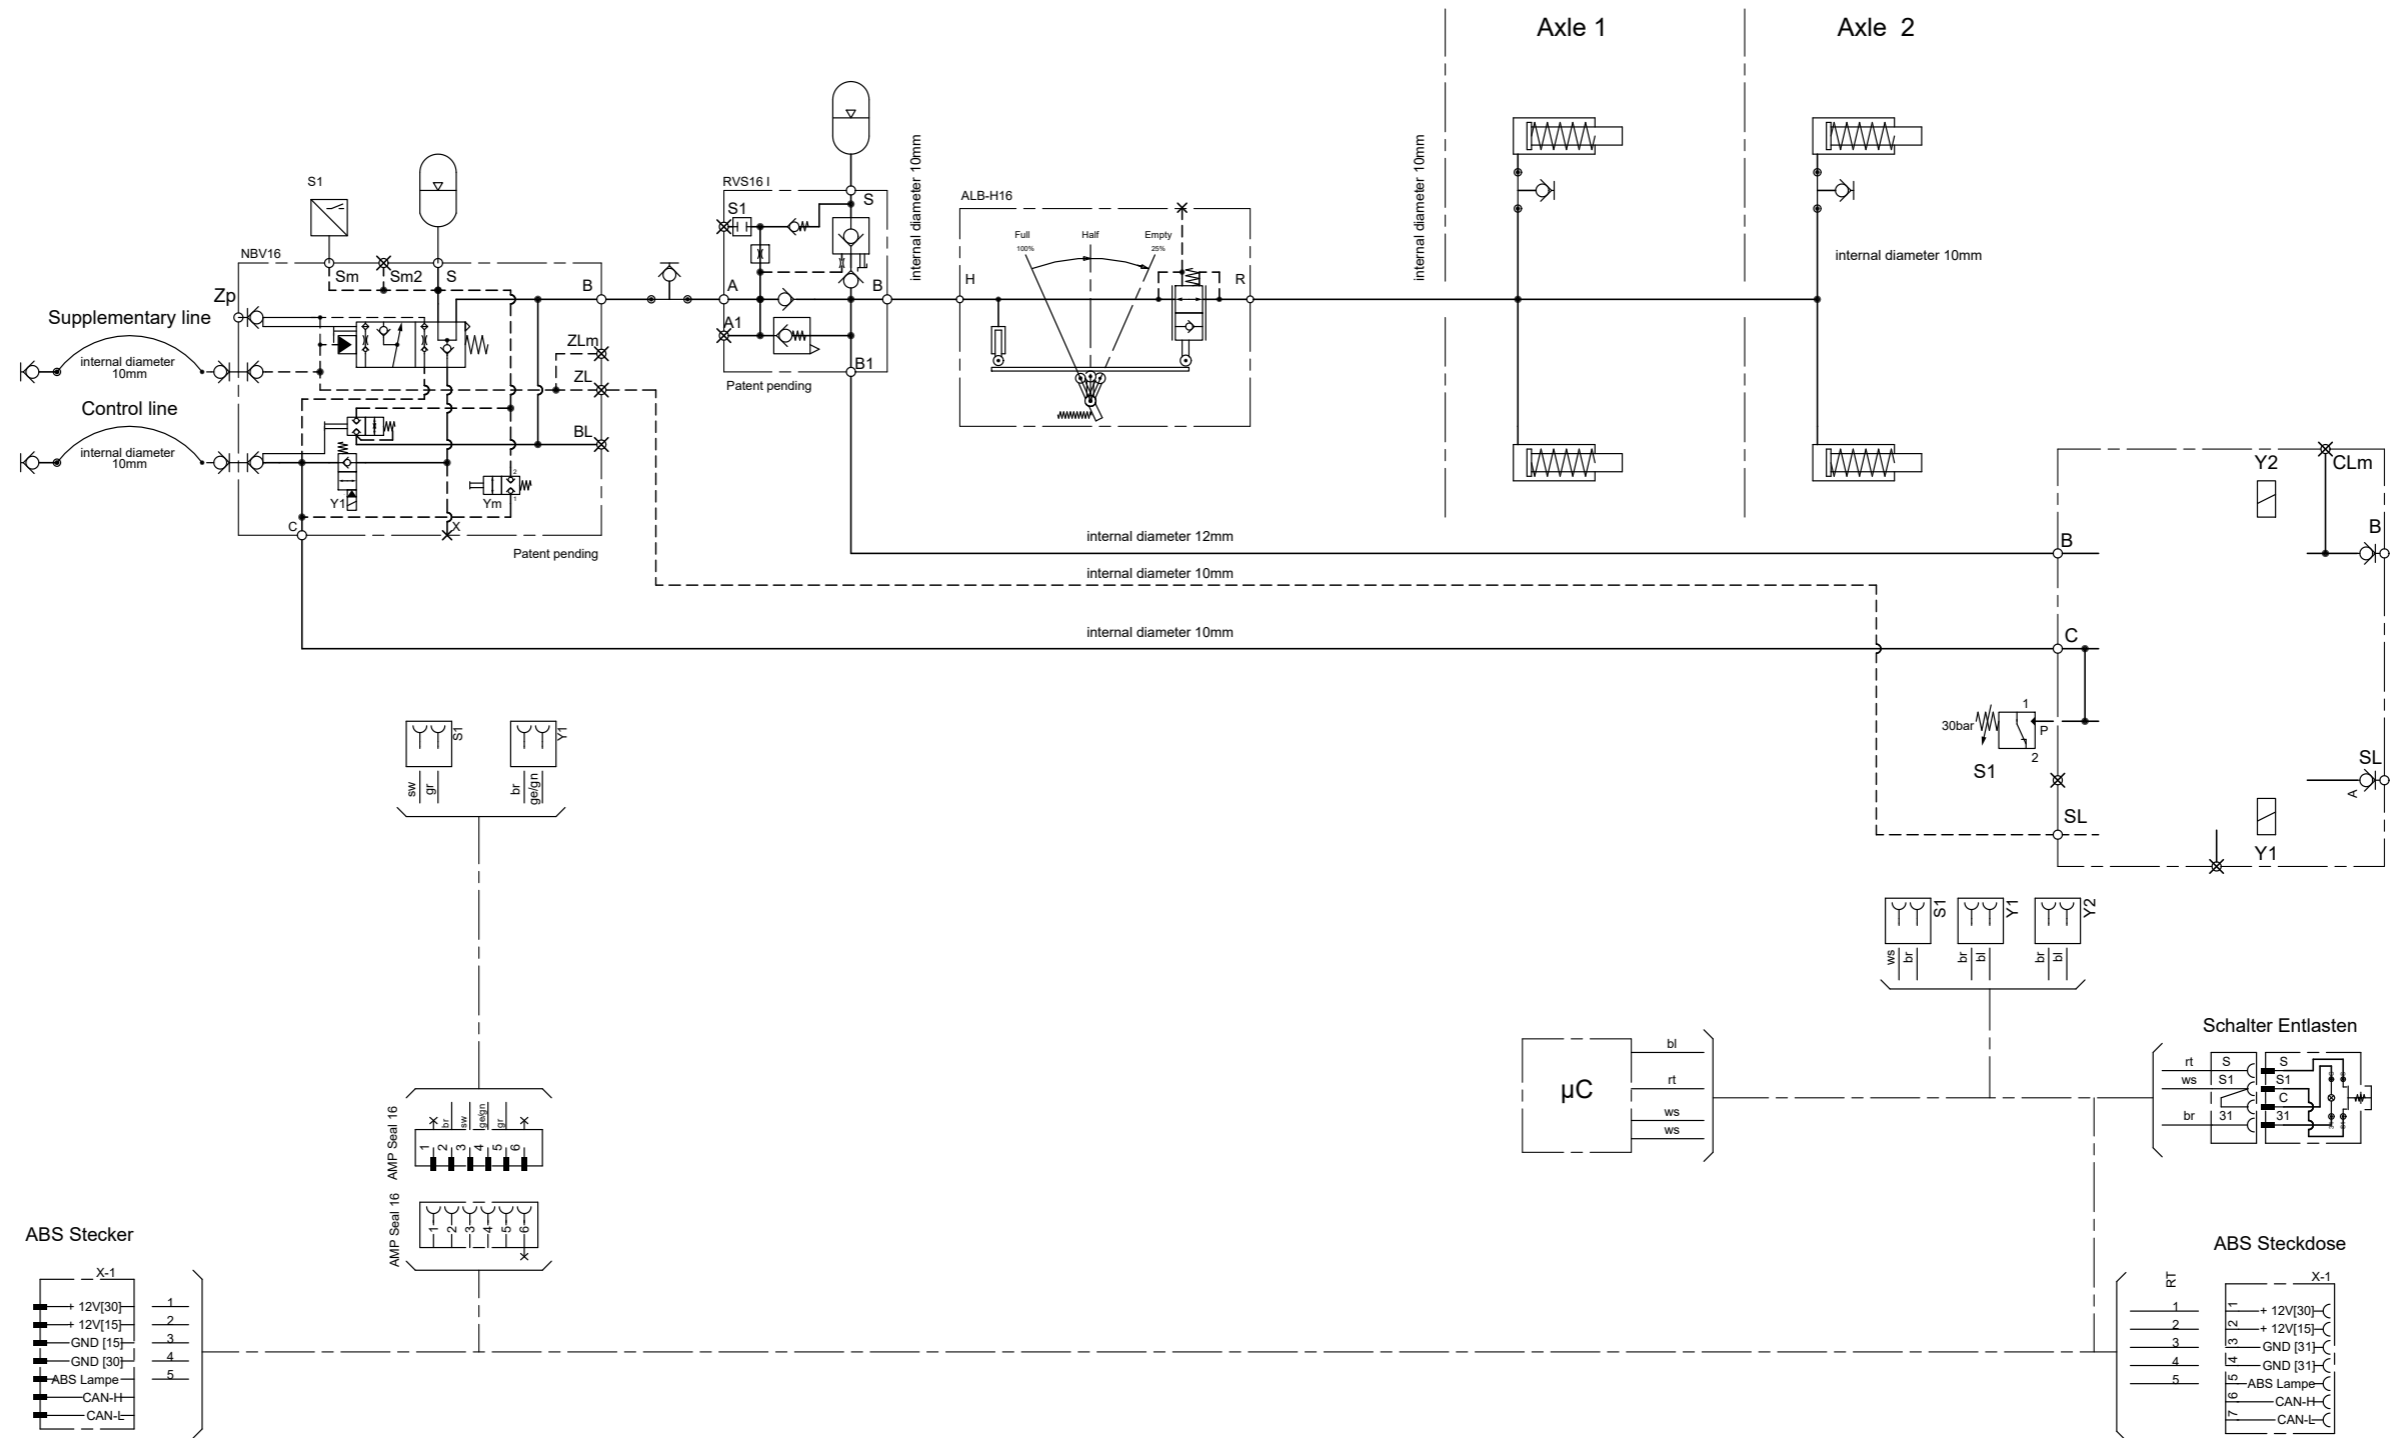 Axle 1
Axle 2
internal diameter 10mm
internal diameter 10mm
internal diameter 10mm
S1
NBV16
Sm
Sm2
S
B
Zp
Supplementary line
internal diameter
10mm
ZLm
ZL
Control line
internal diameter
10mm
BL
Y1
Ym
2
1
C
X
Patent pending
RVS16 I
S1
S
A
B
A1
B1
Patent pending
ALB-H16
Full
100%
Half
Empty
25%
H
R
internal diameter 12mm
internal diameter 10mm
internal diameter 10mm
Y2
CLm
B
B
C
30bar
1
P
2
S1
SL
SL
A
Y1
S1
Y1
sw
gr
br
ge/gn
S1
Y1
Y2
ws
br
br
bl
br
bl
µC
bl
rt
ws
ws
Schalter Entlasten
rt S S
ws S1 S1
C
br 31 31
AMP Seal 16
br
sw
ge/gn
gr
1 2 3 4 5 6
AMP Seal 16
1 2 3 4 5 6
ABS Stecker
X-1
+ 12V[30] 1
+ 12V[15] 2
GND [15] 3
GND [30] 4
ABS Lampe 5
CAN-H
CAN-L
ABS Steckdose
RT
X-1
1 1 + 12V[30]
2 2 + 12V[15]
3 3 GND [31]
4 4 GND [31]
5 5 ABS Lampe
6 CAN-H
7 CAN-L